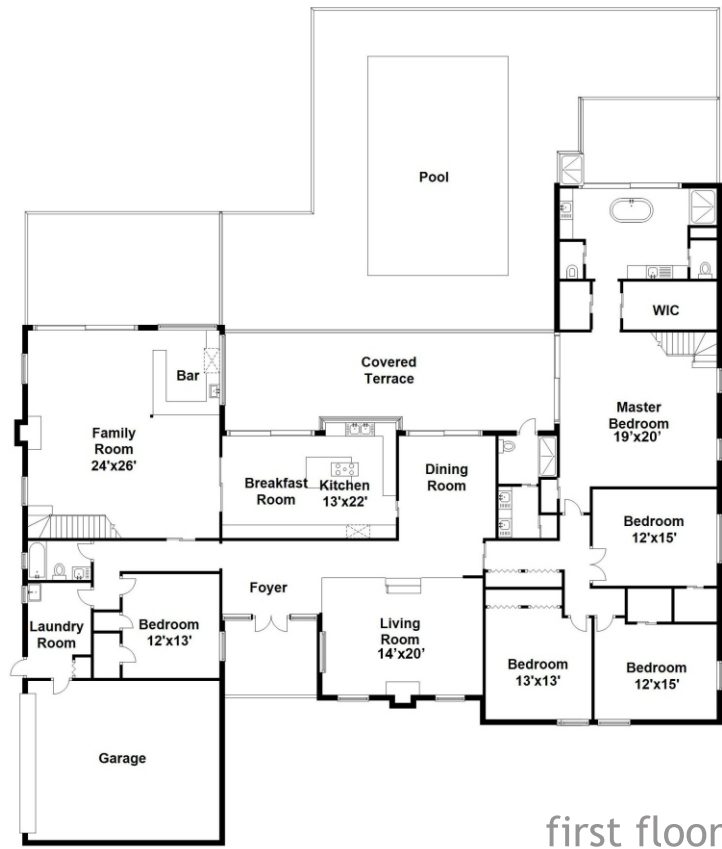 Pool
WIC
Bar
Covered
Terrace
Master
Bedroom
19'x20'
Family
Room
24'x26'
Breakfast
Room
Kitchen
13'x22'
Dining
Room
Bedroom
12'x15'
Foyer
Laundry
Room
Bedroom
12'x13'
Living
Room
14'x20'
Bedroom
13'x13'
Bedroom
12'x15'
Garage
first floor